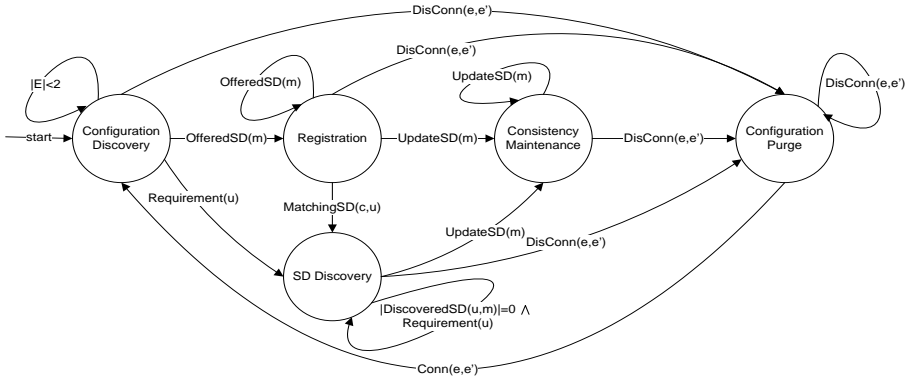 DisConn(e,e’)
DisConn(e,e’)
|E|<2
OfferedSD(m)
UpdateSD(m)
DisConn(e,e’)
start
Configuration
Discovery
OfferedSD(m)
Registration
UpdateSD(m)
Consistency
Maintenance
DisConn(e,e’)
Configuration
Purge
Requirement(u)
MatchingSD(c,u)
UpdateSD(m)
DisConn(e,e’)
SD Discovery
|DiscoveredSD(u,m)|=0 ∧
Requirement(u)
Conn(e,e’)